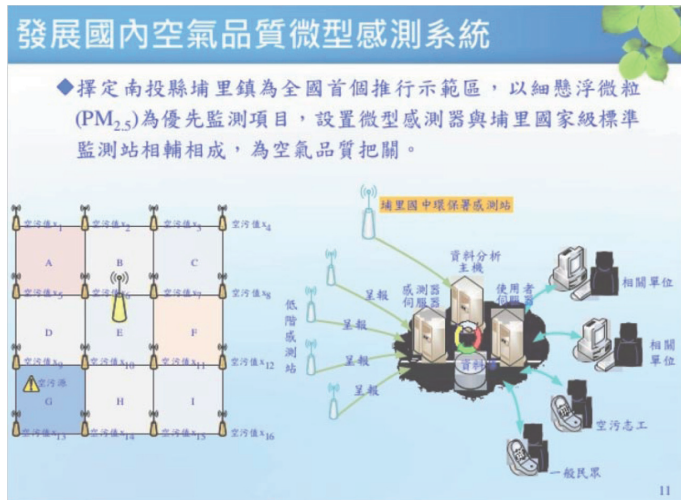 發展國內空氣品質微型感測系統
◆擇定南投縣埔里鎮為全國首個推行示範區，以細懸浮微粒
(PM2.5)為優先監測項目，設置微型感測器與埔里國家級標準
監測站相輔相成，為空氣品質把關。
空污值x1
空污值x2
空污值x3
空污值x4
A
B
C
空污值x5
空污值x6
空污值x7
空污值x8
D
E
F
空污值x9
空污值x10
空污值x11
空污值x12
空污源
G
H
I
空污值x13
空污值x14
空污值x15
空污值x16
埔里國中環保署感測站
低階感測站
呈報
呈報
呈報
呈報
感測器
伺服器
資料分析
主機
使用者
伺服器
資料庫
相關單位
相關
單位
空污志工
一般民眾
11